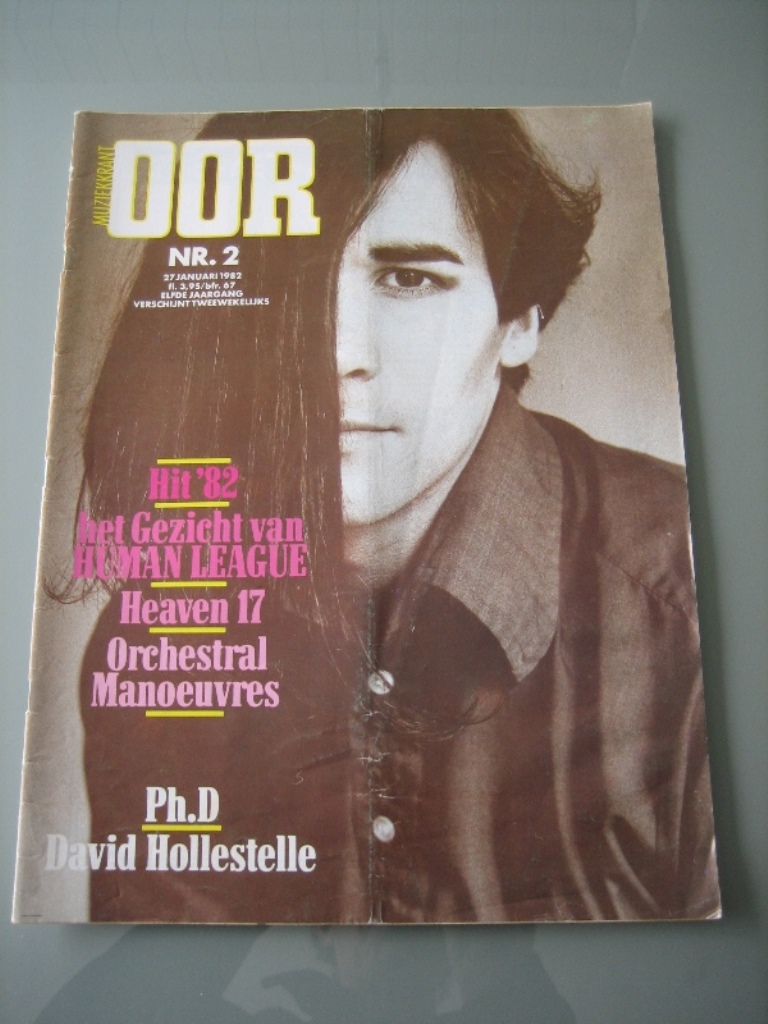 MUZIEKKRANT
OOR
NR. 2
27 JANUARI 1982
fl. 3,95/bfr. 67
ELFDE JAARGANG
VERSCHIJNT TWEEWEKELIJKS
Hit '82
het Gezicht van
HUMAN LEAGUE
Heaven 17
Orchestral
Manoeuvres
Ph.D
David Hollestelle